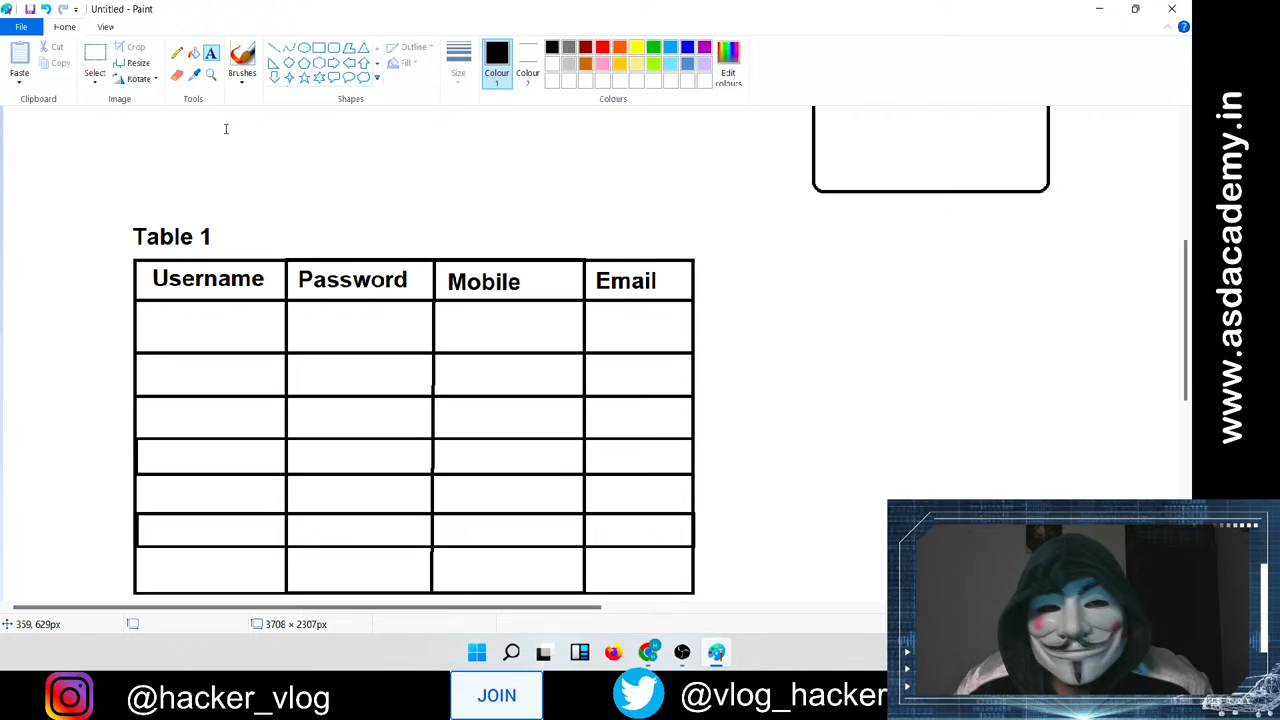 Untitled - Paint
File
Home
View
Paste
Cut
Copy
Clipboard
Select
Crop
Resize
Rotate
Image
Tools
Brushes
Shapes
Outline
Fill
Size
Colour 1
Colour 2
Edit colours
Colours
Table 1
Username Password Mobile Email
359, 629px
3708 × 2307px
www.asdacademy.in
@hacker_vlog
JOIN
@vlog_hacker